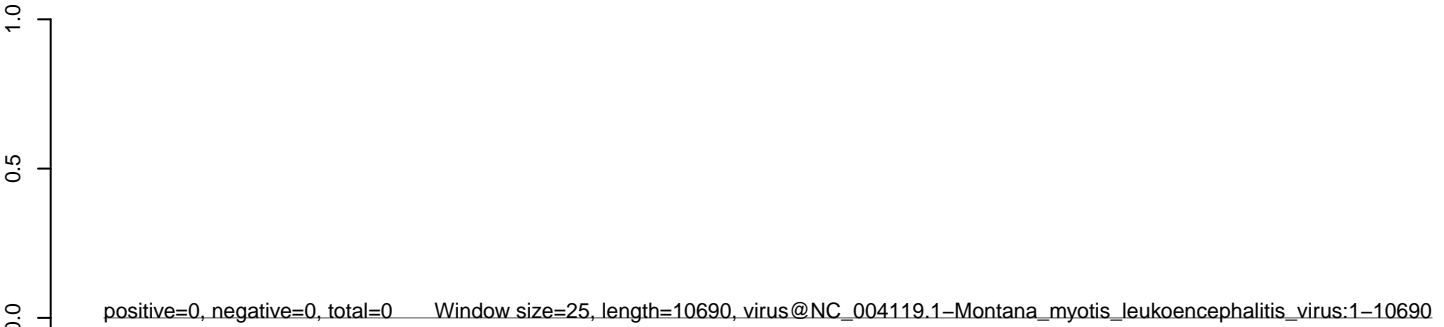 1.0
0.5
0.0
positive=0, negative=0, total=0 Window size=25, length=10690, virus@NC_004119.1−Montana_myotis_leukoencephalitis_virus:1−10690